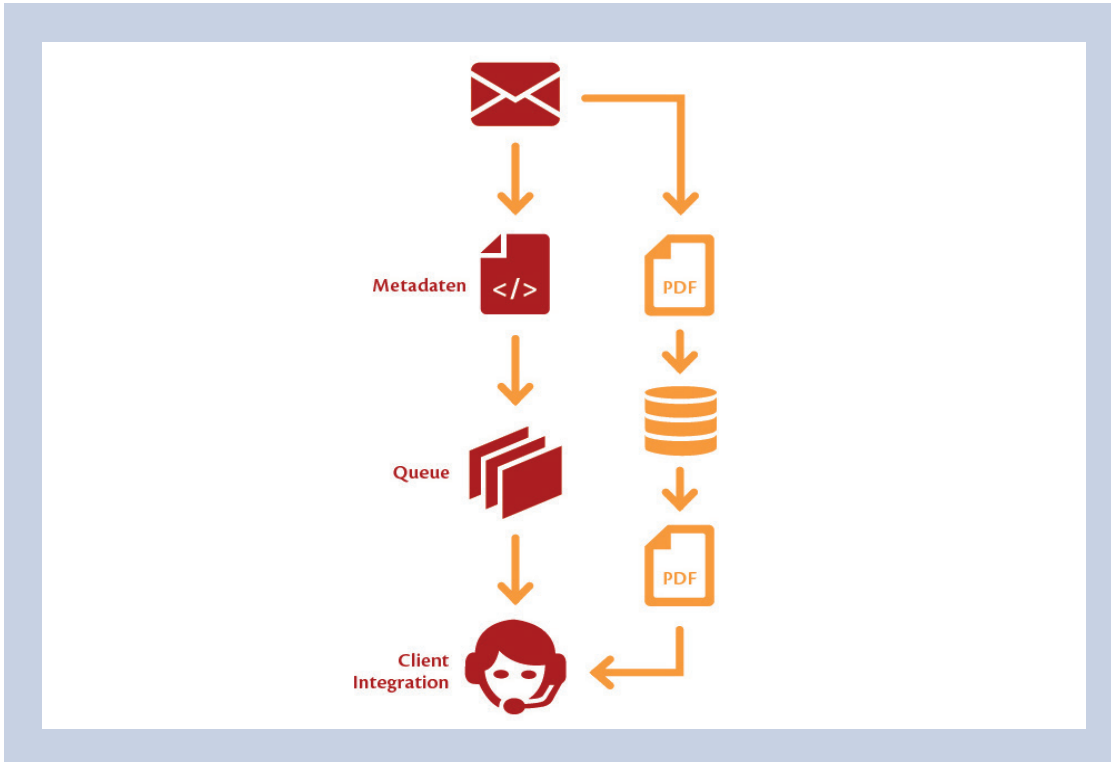 Metadaten
</>
PDF
Queue
PDF
Client
Integration